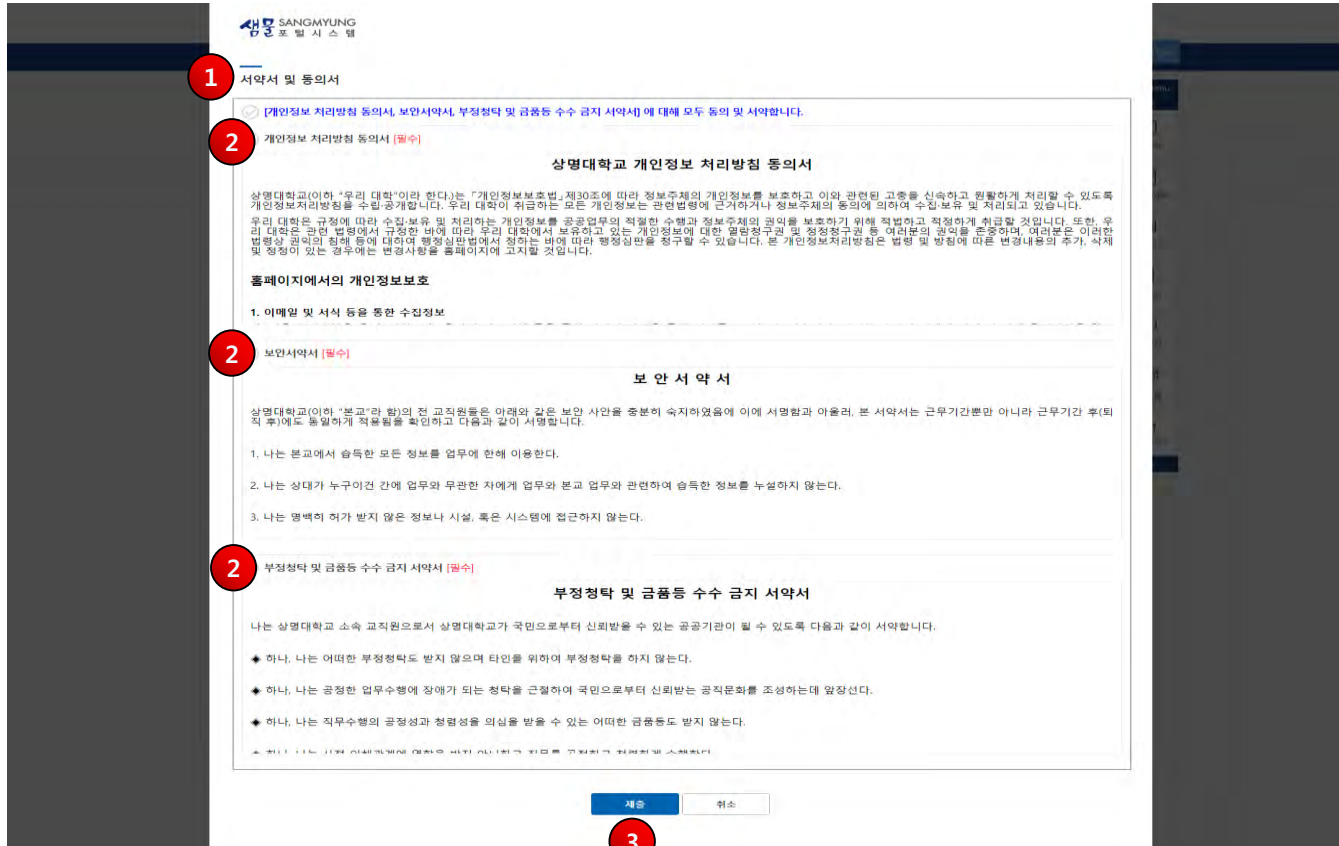 샘물 SANGMYUNG
포털시스템
1 서약서 및 동의서
[개인정보 처리방침 동의서, 보안서약서, 부정청탁 및 금품등 수수 금지 서약서] 에 대해 모두 동의 및 서약합니다.
2 개인정보 처리방침 동의서 [필수]
상명대학교 개인정보 처리방침 동의서
상명대학교(이하 "우리 대학"이라 한다.)는 「개인정보보호법」제30조에 따라 정보주체의 개인정보를 보호하고 이와 관련된 고충을 신속하고 원활하게 처리할 수 있도록
개인정보처리방침을 수립·공개합니다. 우리 대학이 취급하는 모든 개인정보는 관련법령에 근거하거나 정보주체의 동의에 의하여 수집·보유 및 처리되고 있습니다.
우리 대학은 규정에 따라 수집·보유 및 처리하는 개인정보를 공공업무의 적절한 수행과 정보주체의 권익을 보호하기 위해 적법하고 적정하게 취급할 것입니다. 또한, 우
리 대학은 관련 법령에서 규정한 바에 따라 우리 대학에서 보유하고 있는 개인정보에 대한 열람청구권 및 정정청구권 등 여러분의 권익을 존중하며, 여러분은 이러한
법령상 권익의 침해 등에 대하여 행정심판법에서 정하는 바에 따라 행정심판을 청구할 수 있습니다. 본 개인정보처리방침은 법령 및 방침에 따른 변경내용의 추가, 삭제
및 정정이 있는 경우에는 변경사항을 홈페이지에 고지할 것입니다.
홈페이지에서의 개인정보보호
1. 이메일 및 서식 등을 통한 수집정보
2 보안서약서 [필수]
보 안 서 약 서
상명대학교(이하 "본교"라 함)의 전 교직원들은 아래와 같은 보안 사안을 충분히 숙지하였음에 이에 서명함과 아울러, 본 서약서는 근무기간뿐만 아니라 근무기간 후(퇴
직 후)에도 동일하게 적용됨을 확인하고 다음과 같이 서명합니다.
1. 나는 본교에서 습득한 모든 정보를 업무에 한해 이용한다.
2. 나는 상대가 누구이건 간에 업무와 무관한 자에게 업무와 본교 업무와 관련하여 습득한 정보를 누설하지 않는다.
3. 나는 명백히 허가 받지 않은 정보나 시설, 혹은 시스템에 접근하지 않는다.
2 부정청탁 및 금품등 수수 금지 서약서 [필수]
부정청탁 및 금품등 수수 금지 서약서
나는 상명대학교 소속 교직원으로서 상명대학교가 국민으로부터 신뢰받을 수 있는 공공기관이 될 수 있도록 다음과 같이 서약합니다.
◈ 하나, 나는 어떠한 부정청탁도 받지 않으며 타인을 위하여 부정청탁을 하지 않는다.
◈ 하나, 나는 공정한 업무수행에 장애가 되는 청탁을 근절하여 국민으로부터 신뢰받는 공직문화를 조성하는데 앞장선다.
◈ 하나, 나는 직무수행의 공정성과 청렴성을 의심을 받을 수 있는 어떠한 금품등도 받지 않는다.
제출 취소
3